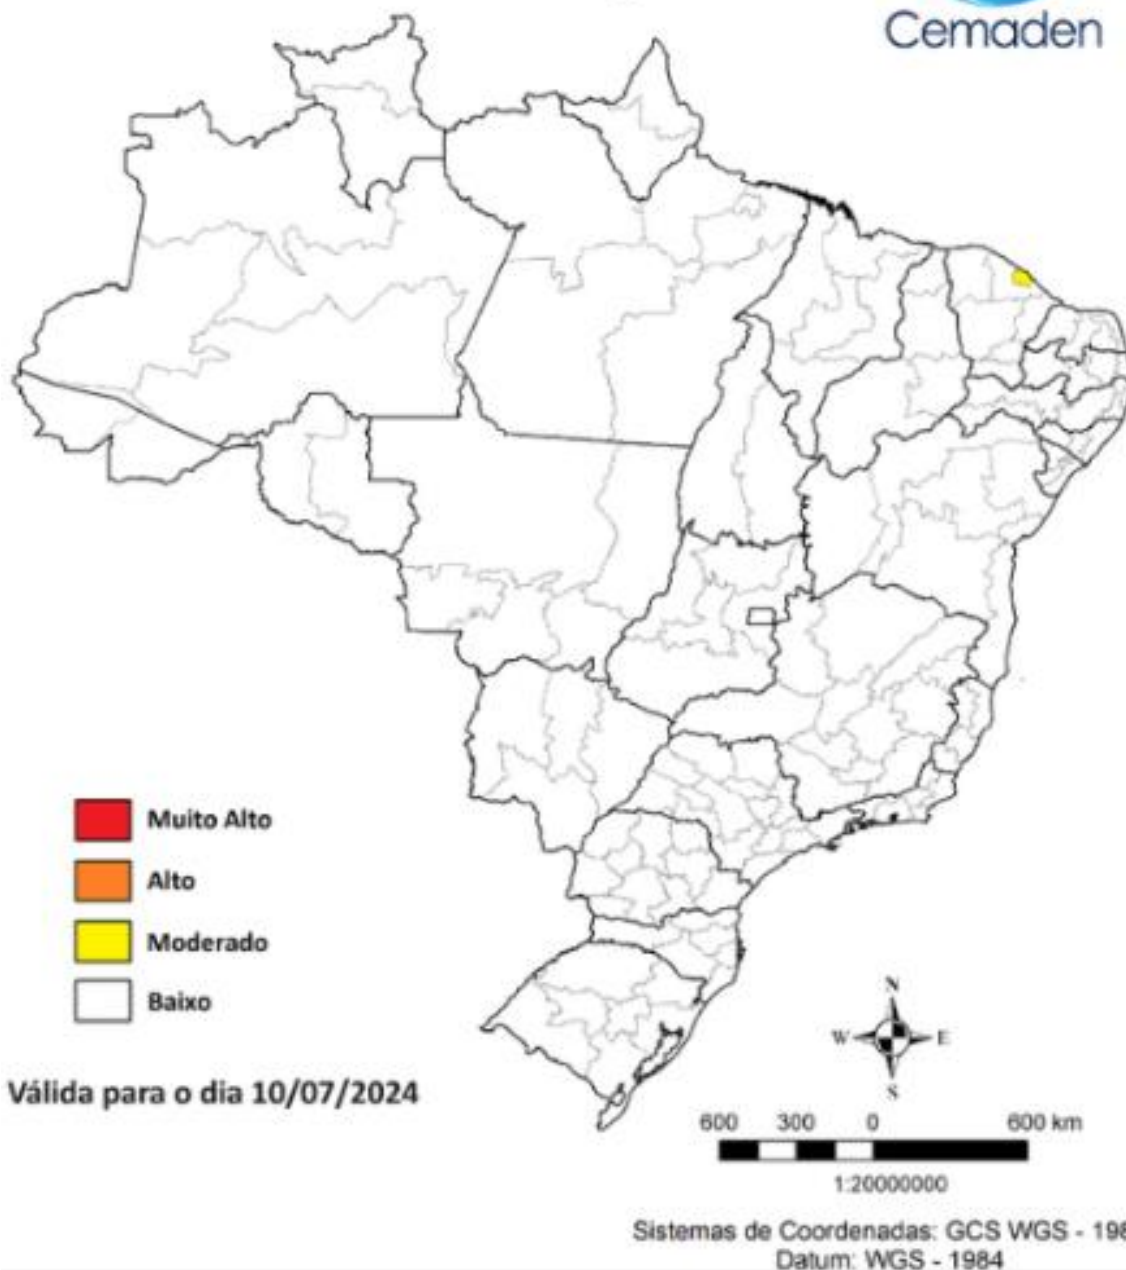 Cemaden
Muito Alto
Alto
Moderado
Baixo
Válida para o dia 10/07/2024
N
W E
S
600 300 0 600 km
1:20000000
Sistemas de Coordenadas: GCS WGS - 198
Datum: WGS - 1984